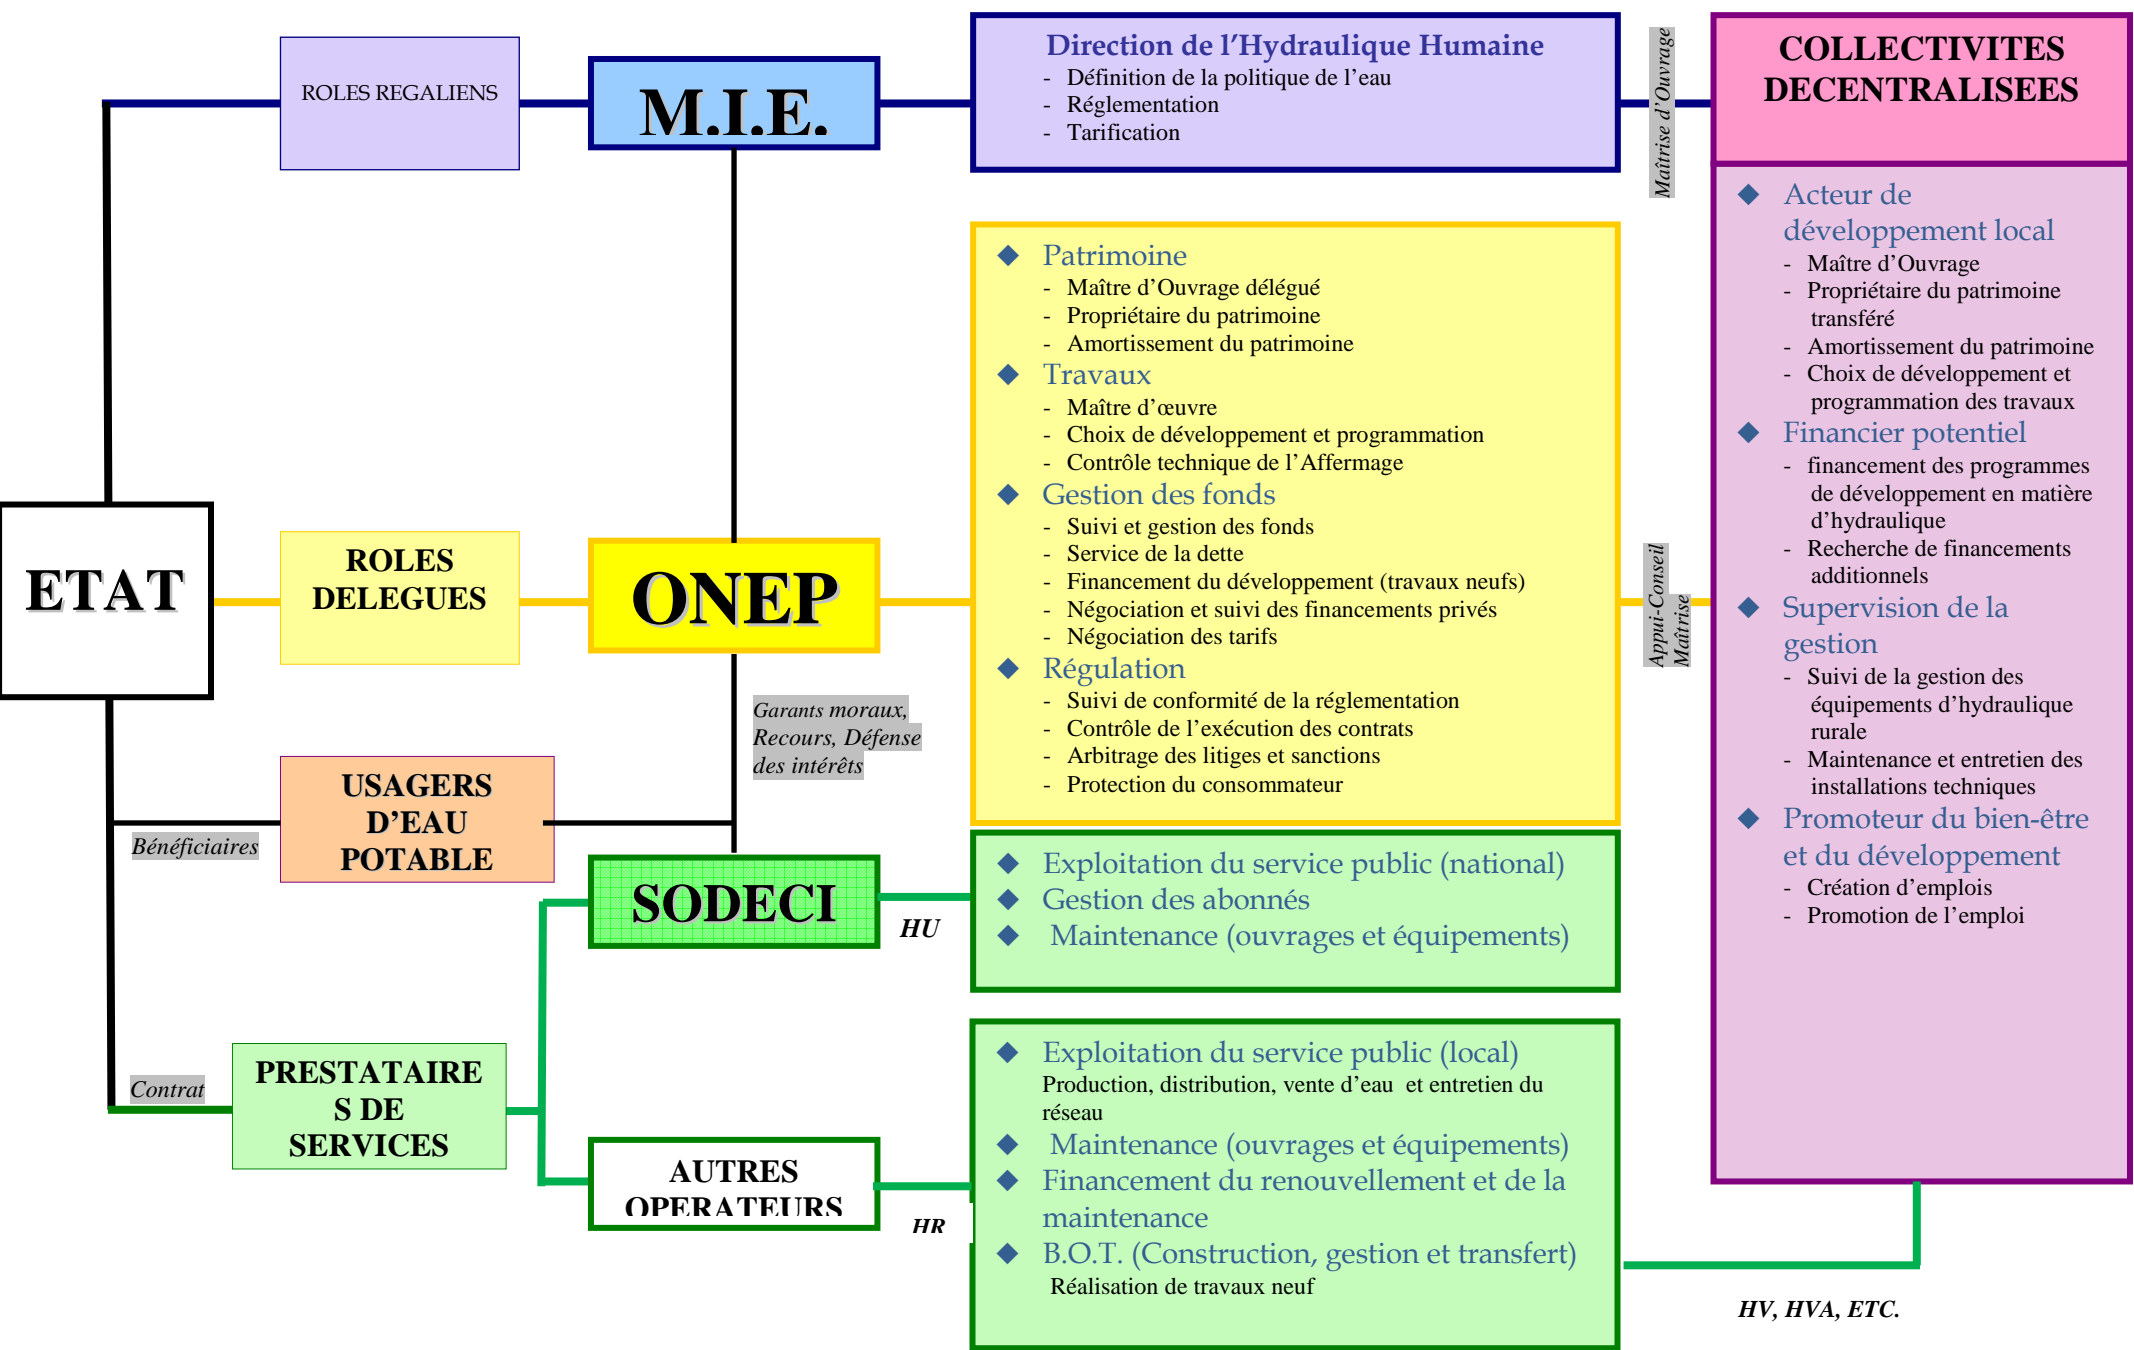 ROLES REGALIENS
M.I.E.
Direction de l’Hydraulique Humaine
- Définition de la politique de l’eau
- Réglementation
- Tarification
Maîtrise d’Ouvrage
COLLECTIVITES
DECENTRALISEES
◆ Acteur de
développement local
- Maître d’Ouvrage
- Propriétaire du patrimoine
transféré
- Amortissement du patrimoine
- Choix de développement et
programmation des travaux
◆ Financier potentiel
- financement des programmes
de développement en matière
d’hydraulique
- Recherche de financements
additionnels
◆ Supervision de la
gestion
- Suivi de la gestion des
équipements d’hydraulique
rurale
- Maintenance et entretien des
installations techniques
◆ Promoteur du bien-être
et du développement
- Création d’emplois
- Promotion de l’emploi
ETAT
ROLES
DELEGUES
ONEP
◆ Patrimoine
- Maître d’Ouvrage délégué
- Propriétaire du patrimoine
- Amortissement du patrimoine
◆ Travaux
- Maître d’œuvre
- Choix de développement et programmation
- Contrôle technique de l’Affermage
◆ Gestion des fonds
- Suivi et gestion des fonds
- Service de la dette
- Financement du développement (travaux neufs)
- Négociation et suivi des financements privés
- Négociation des tarifs
◆ Régulation
- Suivi de conformité de la réglementation
- Contrôle de l’exécution des contrats
- Arbitrage des litiges et sanctions
- Protection du consommateur
Appui-Conseil
Maîtrise
Garants moraux,
Recours, Défense
des intérêts
Bénéficiaires
USAGERS
D’EAU
POTABLE
SODECI
HU
◆ Exploitation du service public (national)
◆ Gestion des abonnés
◆ Maintenance (ouvrages et équipements)
Contrat
PRESTATAIRE
S DE
SERVICES
AUTRES
OPERATEURS
HR
◆ Exploitation du service public (local)
Production, distribution, vente d’eau et entretien du
réseau
◆ Maintenance (ouvrages et équipements)
◆ Financement du renouvellement et de la
maintenance
◆ B.O.T. (Construction, gestion et transfert)
Réalisation de travaux neuf
HV, HVA, ETC.